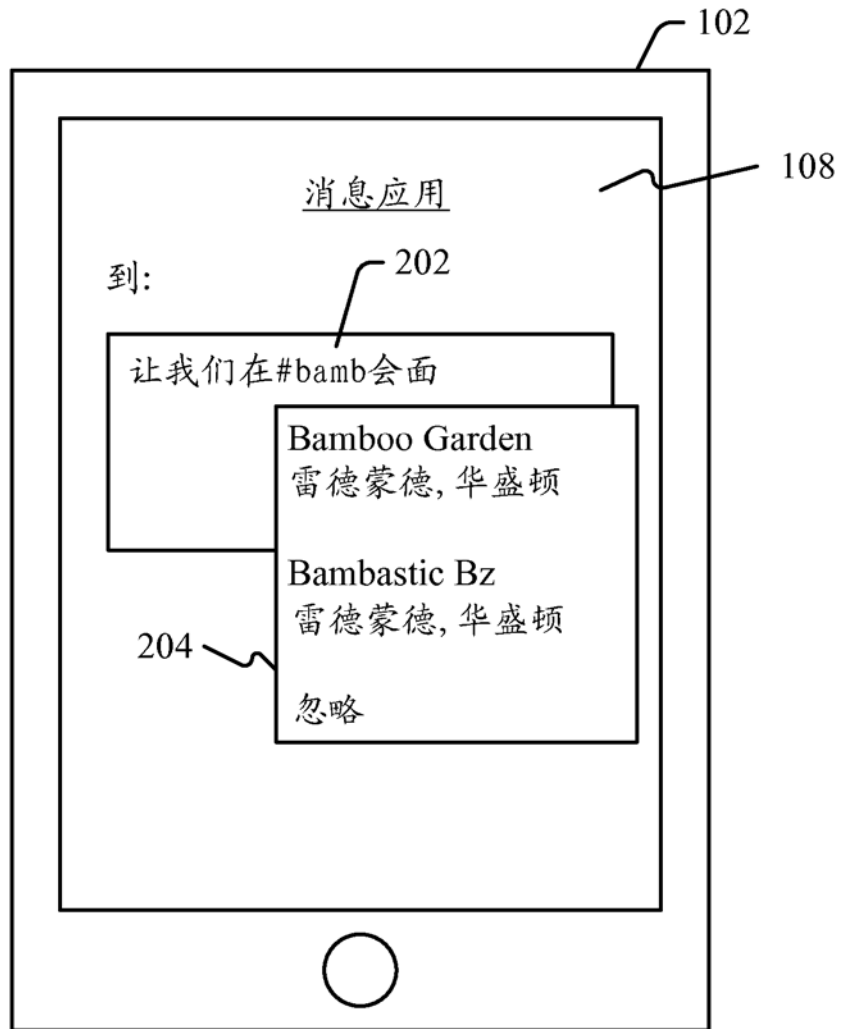 102
108
消息应用
到:
202
让我们在#bamb会面
Bamboo Garden
雷德蒙德,华盛顿
Bambastic Bz
雷德蒙德,华盛顿
204
忽略